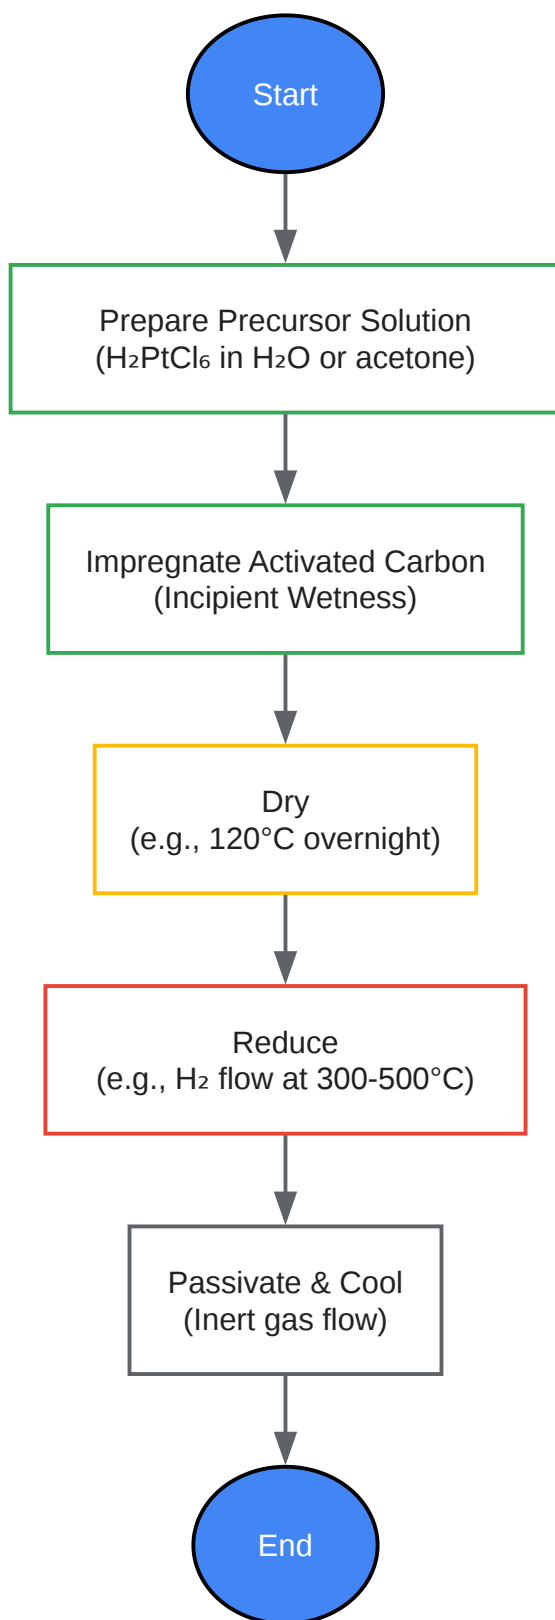 Start
Prepare Precursor Solution
(H₂PtCl₆ in H₂O or acetone)
Impregnate Activated Carbon
(Incipient Wetness)
Dry
(e.g., 120°C overnight)
Reduce
(e.g., H₂ flow at 300-500°C)
Passivate & Cool
(Inert gas flow)
End